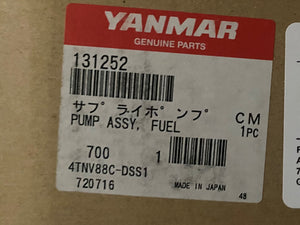 YANMAR
GENUINE PARTS
131252
サプライポンプ CM
PUMP ASSY, FUEL 1PC
700 1
4TNV88C-DSS1
720716 MADE IN JAPAN 48